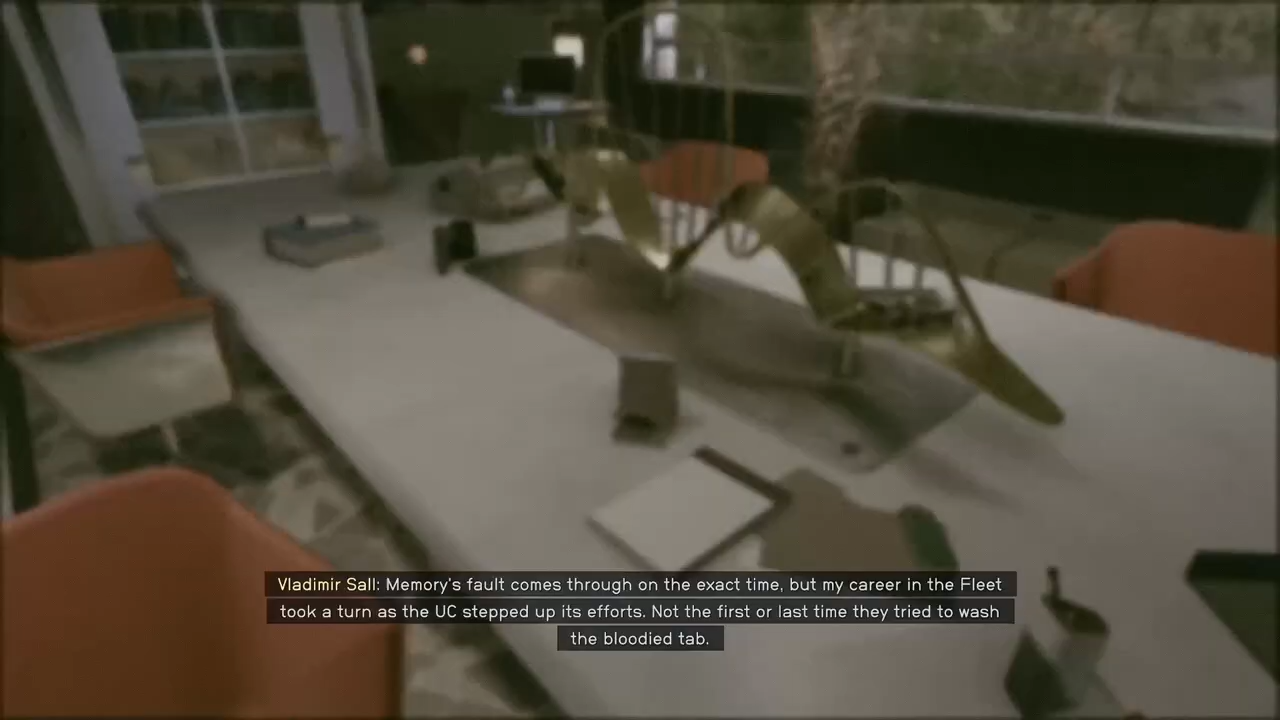 Vladimir Sall: Memory's fault comes through on the exact time, but my career in the Fleet
took a turn as the UC stepped up its efforts. Not the first or last time they tried to wash
the bloodied tab.